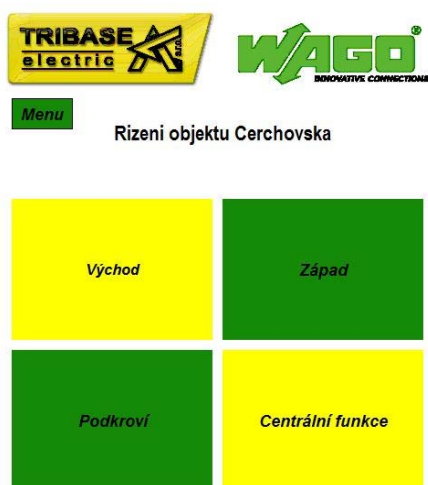 TRIBASE
electric
s.r.o.
WAGO®
INNOVATIVE CONNECTIONS
Menu
Rizeni objektu Cerchovska
Východ
Západ
Podkroví
Centrální funkce